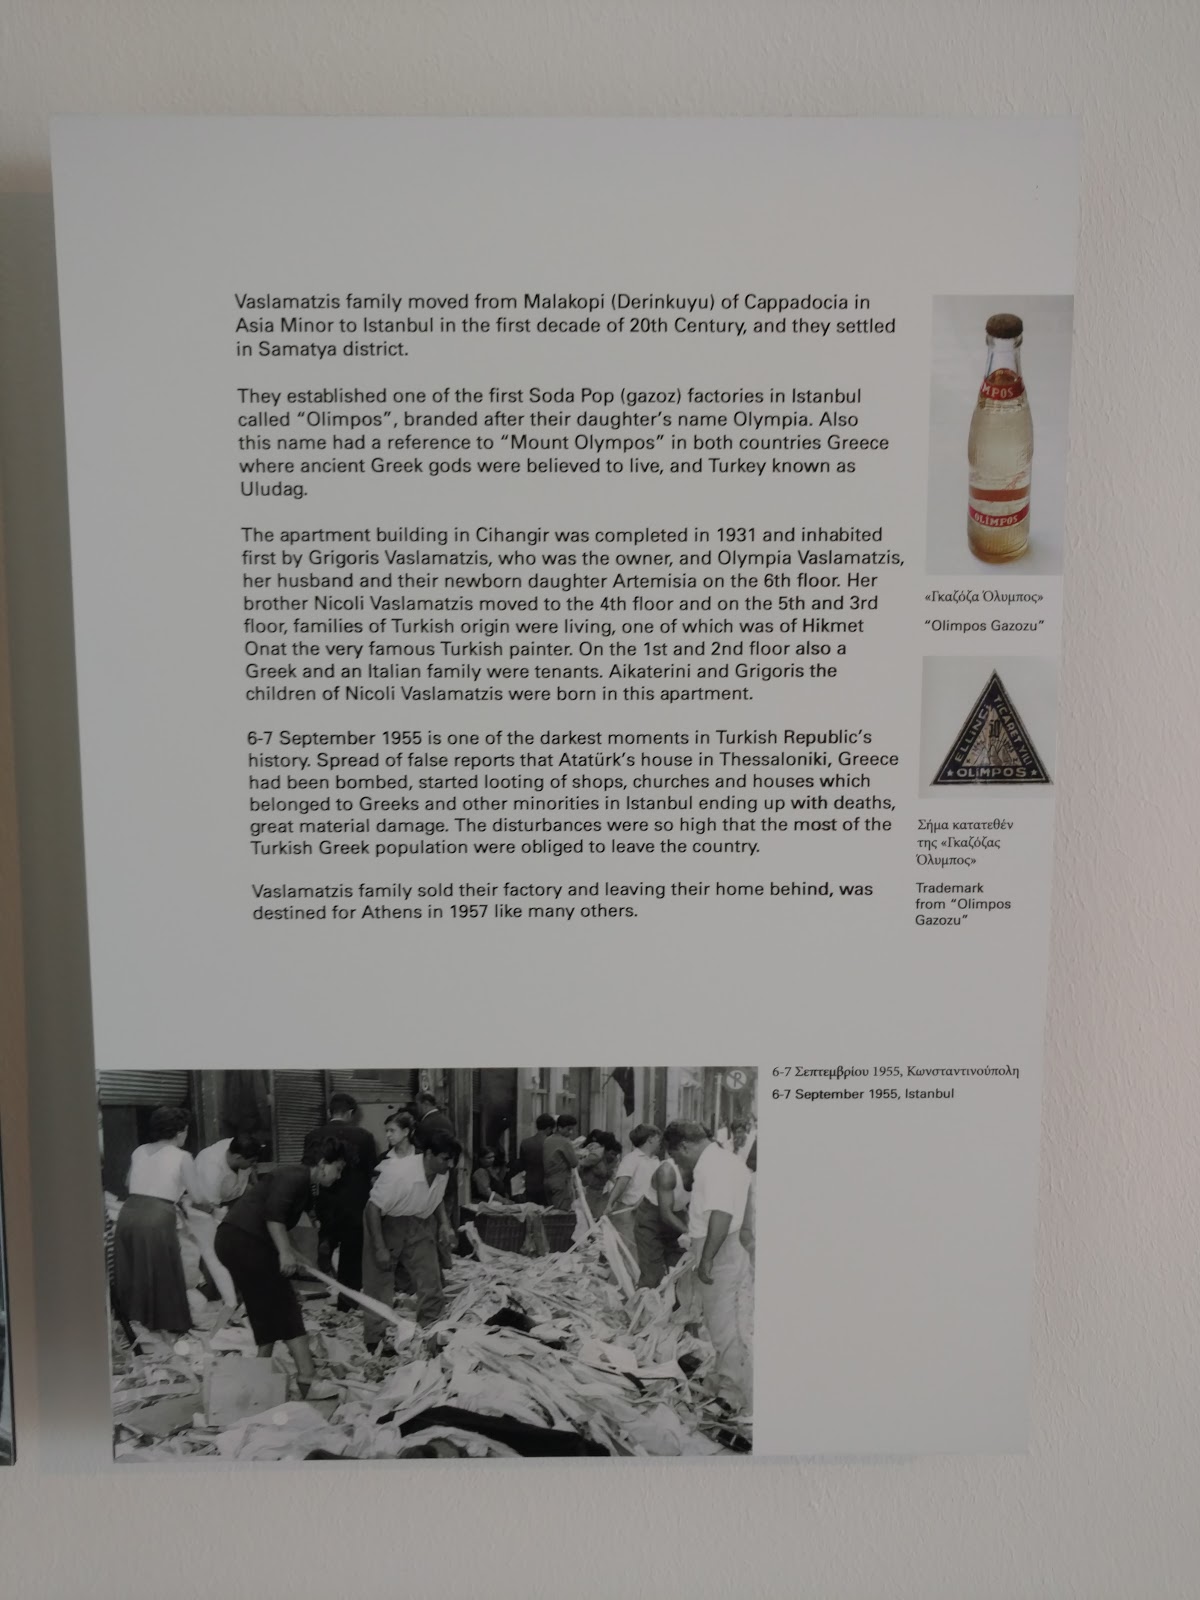 Vaslamatzis family moved from Malakopi (Derinkuyu) of Cappadocia in
Asia Minor to Istanbul in the first decade of 20th Century, and they settled
in Samatya district.
They established one of the first Soda Pop (gazoz) factories in Istanbul
called “Olimpos”, branded after their daughter’s name Olympia. Also
this name had a reference to “Mount Olympos” in both countries Greece
where ancient Greek gods were believed to live, and Turkey known as
Uludag.
The apartment building in Cihangir was completed in 1931 and inhabited
first by Grigoris Vaslamatzis, who was the owner, and Olympia Vaslamatzis,
her husband and their newborn daughter Artemisia on the 6th floor. Her
brother Nicoli Vaslamatzis moved to the 4th floor and on the 5th and 3rd
floor, families of Turkish origin were living, one of which was of Hikmet
Onat the very famous Turkish painter. On the 1st and 2nd floor also a
Greek and an Italian family were tenants. Aikaterini and Grigoris the
children of Nicoli Vaslamatzis were born in this apartment.
6-7 September 1955 is one of the darkest moments in Turkish Republic’s
history. Spread of false reports that Atatürk’s house in Thessaloniki, Greece
had been bombed, started looting of shops, churches and houses which
belonged to Greeks and other minorities in Istanbul ending up with deaths,
great material damage. The disturbances were so high that the most of the
Turkish Greek population were obliged to leave the country.
Vaslamatzis family sold their factory and leaving their home behind, was
destined for Athens in 1957 like many others.
MPOS
OLIMPOS
«Γκαζόζα Όλυμπος»
“Olimpos Gazozu”
ELLINCI TICARET YILI
50
OLIMPOS
Σήμα κατατεθέν
της «Γκαζόζας
Όλυμπος»
Trademark
from “Olimpos
Gazozu”
6-7 Σεπτεμβρίου 1955, Κωνσταντινούπολη
6-7 September 1955, Istanbul